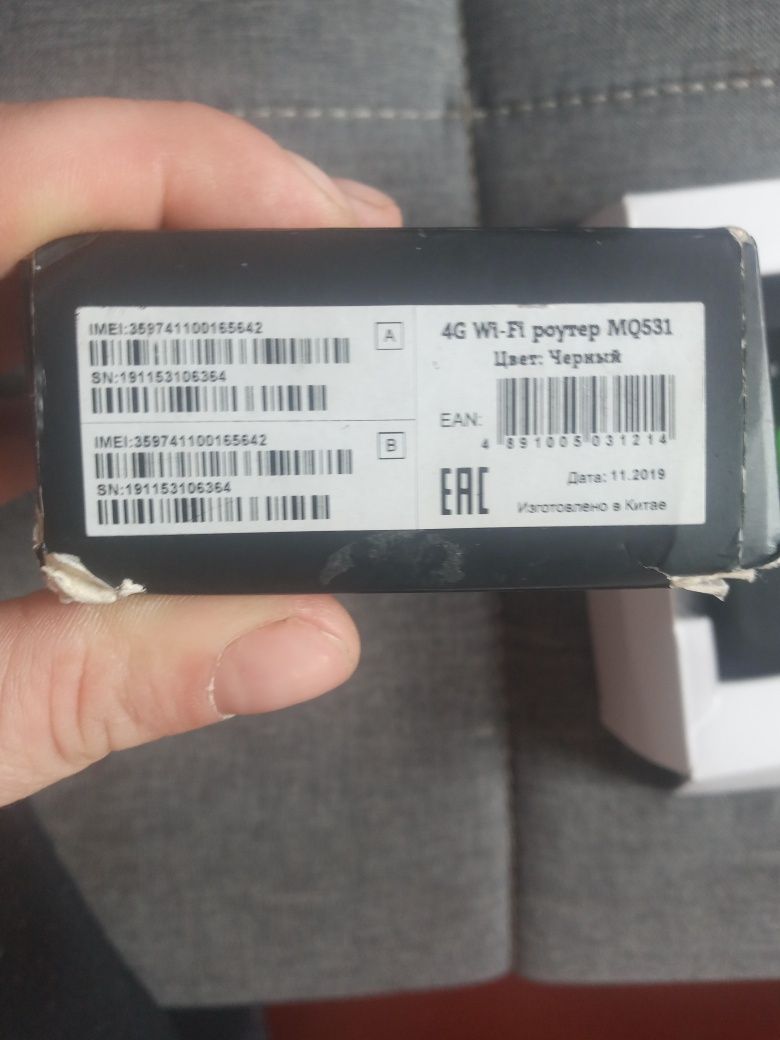 IMEI:359741100165642
A
SN:191153106364
IMEI:359741100165642
B
SN:191153106364
4G Wi-Fi роутер MQ531
Цвет: Черный
EAN:
4 891005 031214
EAC
Дата: 11.2019
Изготовлено в Китае